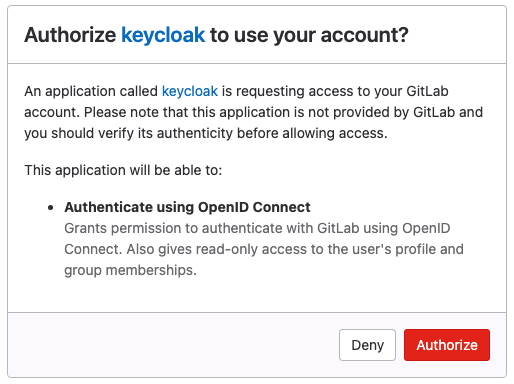 Authorize keycloak to use your account?
An application called keycloak is requesting access to your GitLab
account. Please note that this application is not provided by GitLab and
you should verify its authenticity before allowing access.
This application will be able to:
• Authenticate using OpenID Connect
Grants permission to authenticate with GitLab using OpenID
Connect. Also gives read-only access to the user's profile and
group memberships.
Deny Authorize